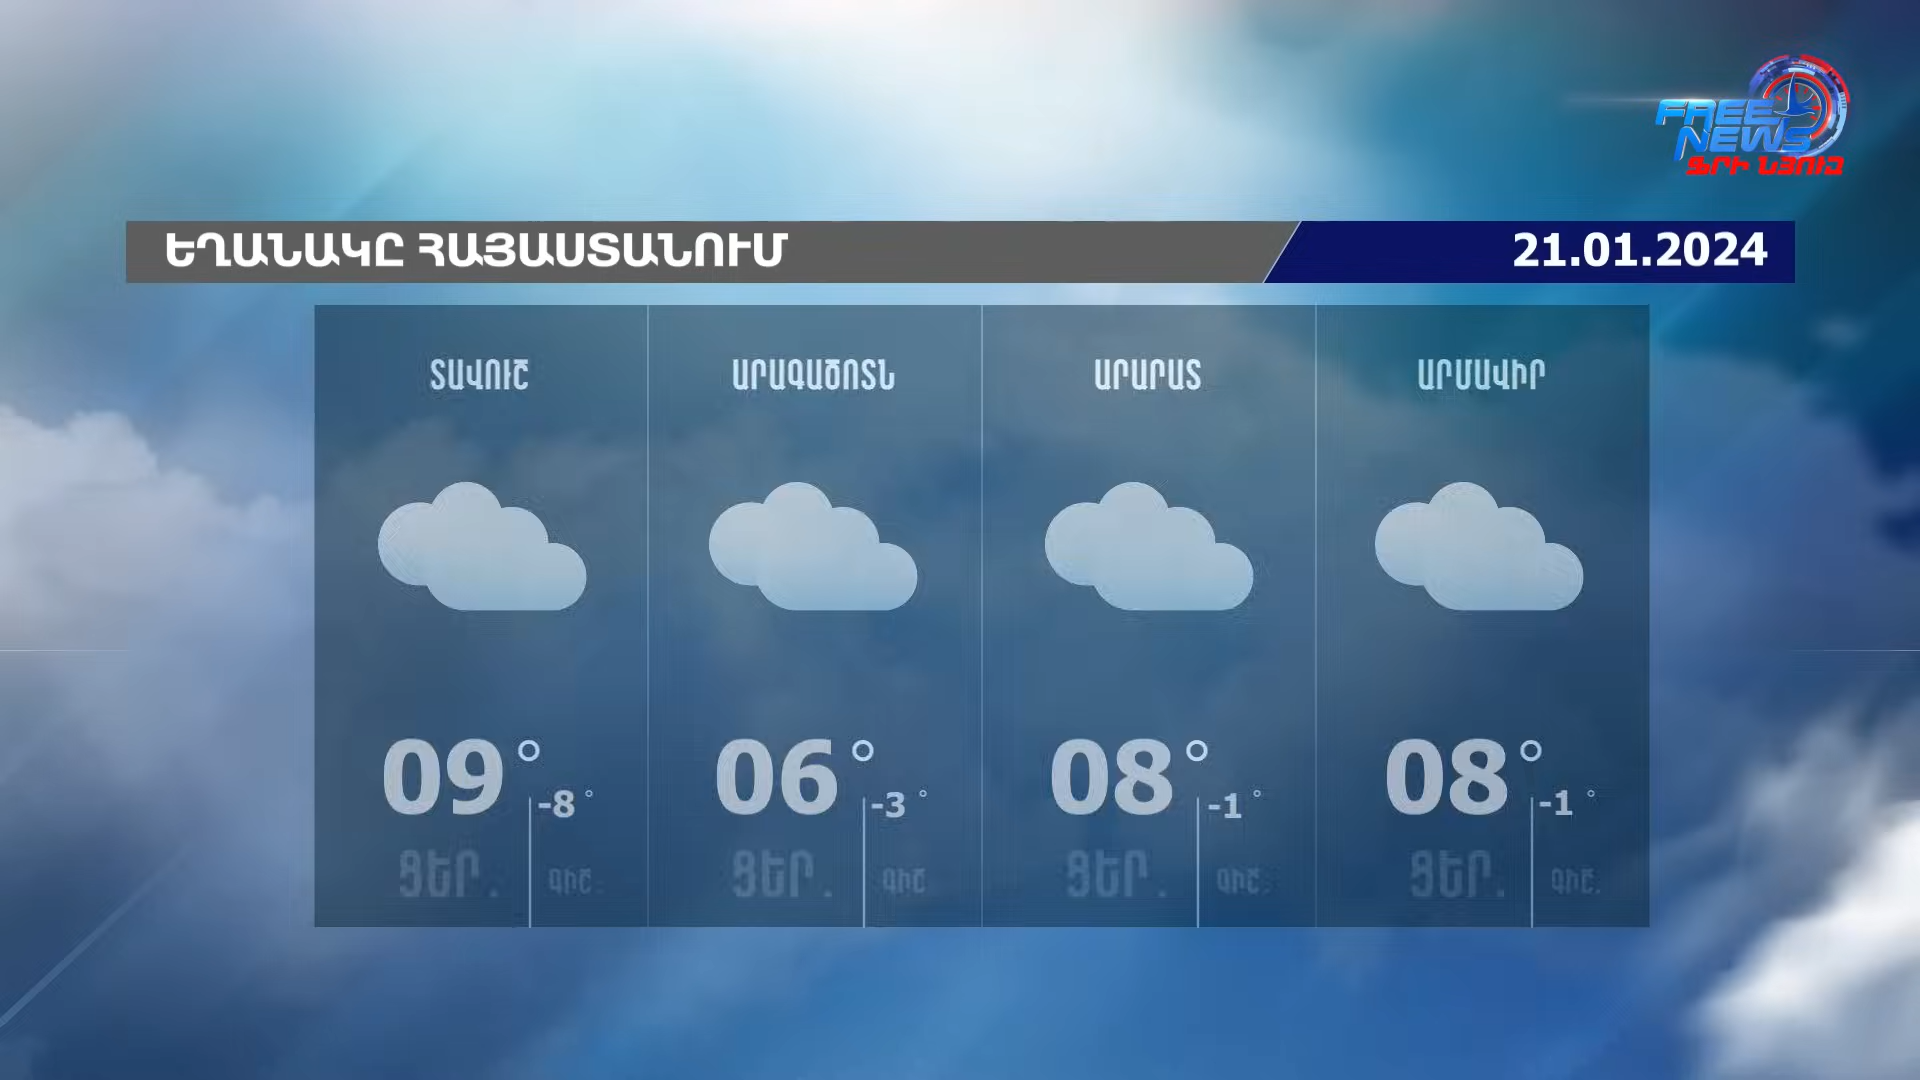 FREE
NEWS
ՖՐԻ ՆՅՈՒԶ
ԵՂԱՆԱԿԸ ՀԱՅԱՍՏԱՆՈՒՄ
21.01.2024
ՏԱՎՈՒՇ
ԱՐԱԳԱԾՈՏՆ
ԱՐԱՐԱՏ
ԱՐՄԱՎԻՐ
09° -8°
06° -3°
08° -1°
08° -1°
ՑԵՐ. ԳԻՇ.
ՑԵՐ. ԳԻՇ
ՑԵՐ. ԳԻՇ.
ՑԵՐ. ԳԻՇ.